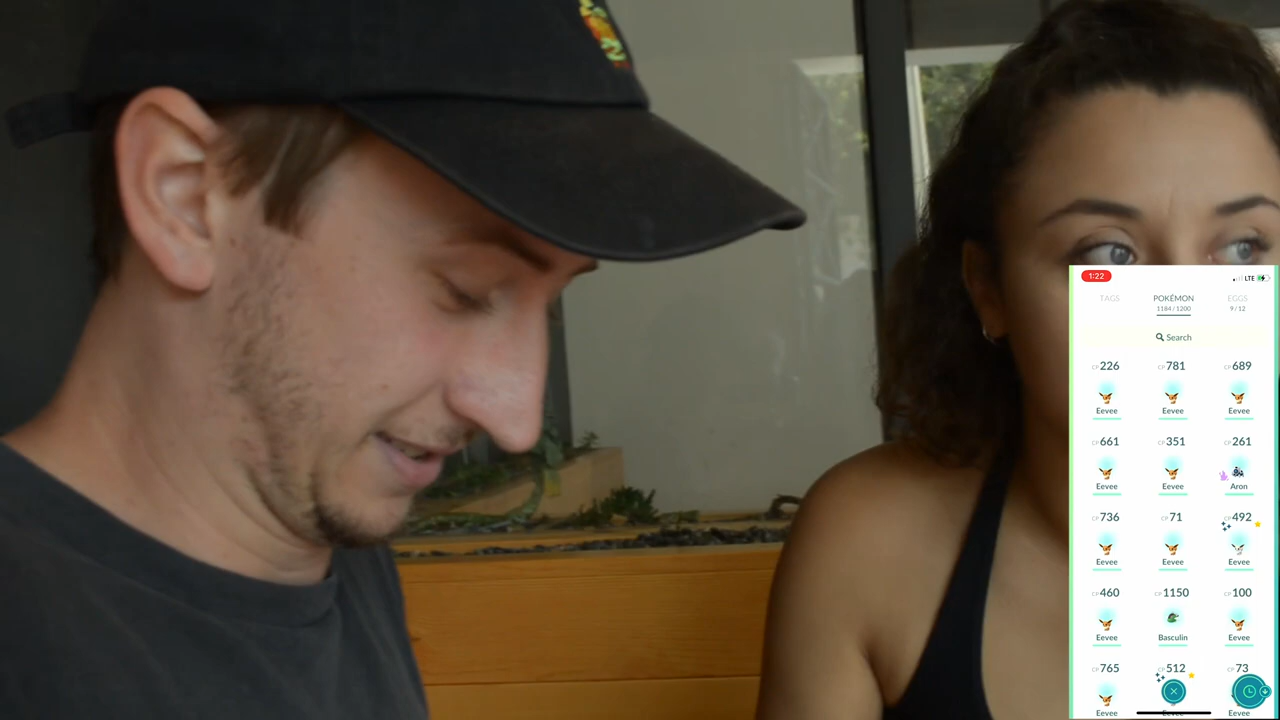 1:22
LTE
TAGS
POKÉMON
EGGS
1184 / 1200
9 / 12
Search
CP226 CP781 CP689
Eevee Eevee Eevee
CP661 CP351 CP261
Eevee Eevee Aron
CP736 CP71 CP492
Eevee Eevee Eevee
CP460 CP1150 CP100
Eevee Basculin Eevee
CP765 CP512 CP73
Eevee Eevee Eevee